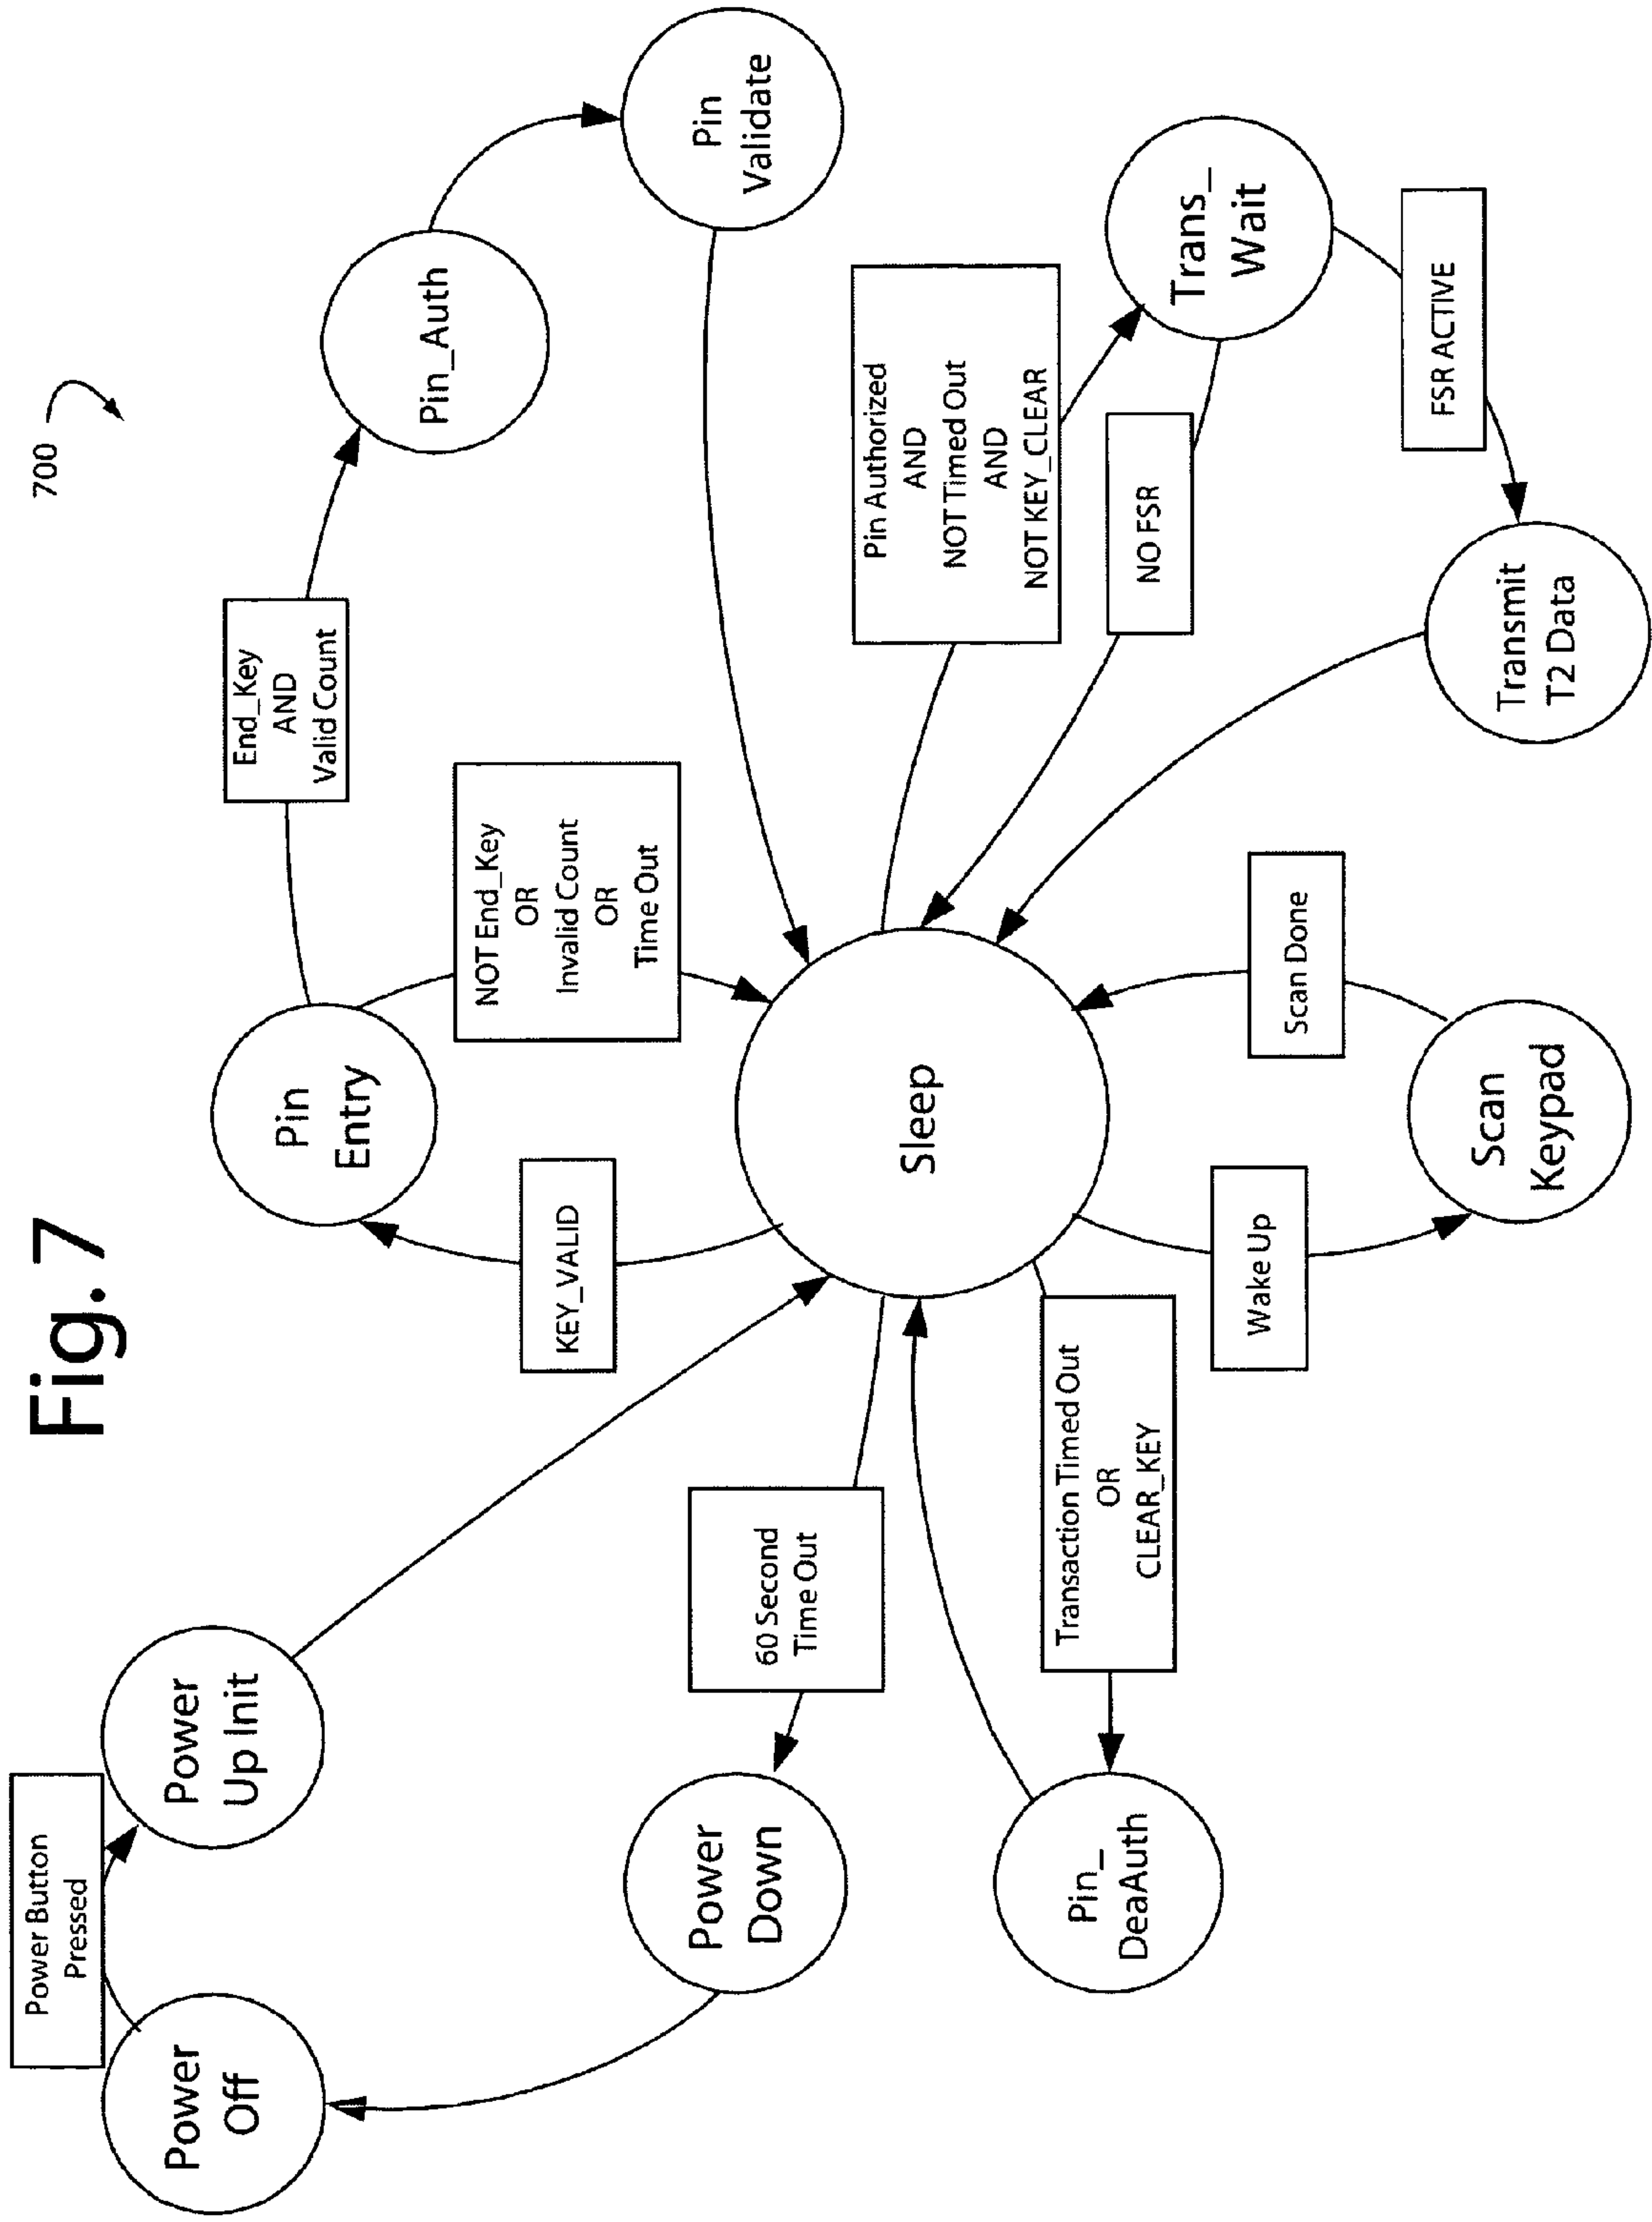 Fig. 7
700
Power Button
Pressed
Power
Off
Power
Up Init
Pin
Entry
End_Key
AND
Valid Count
Pin_Auth
Pin
Validate
KEY_VALID
NOT End_Key
OR
Invalid Count
OR
Time Out
60 Second
Time Out
Power
Down
Sleep
Pin Authorized
AND
NOT Timed Out
AND
NOT KEY_CLEAR
NO FSR
Trans_
Wait
Transaction Timed Out
OR
CLEAR_KEY
Pin_
DeaAuth
Wake Up
Scan Done
Scan
Keypad
FSR ACTIVE
Transmit
T2 Data